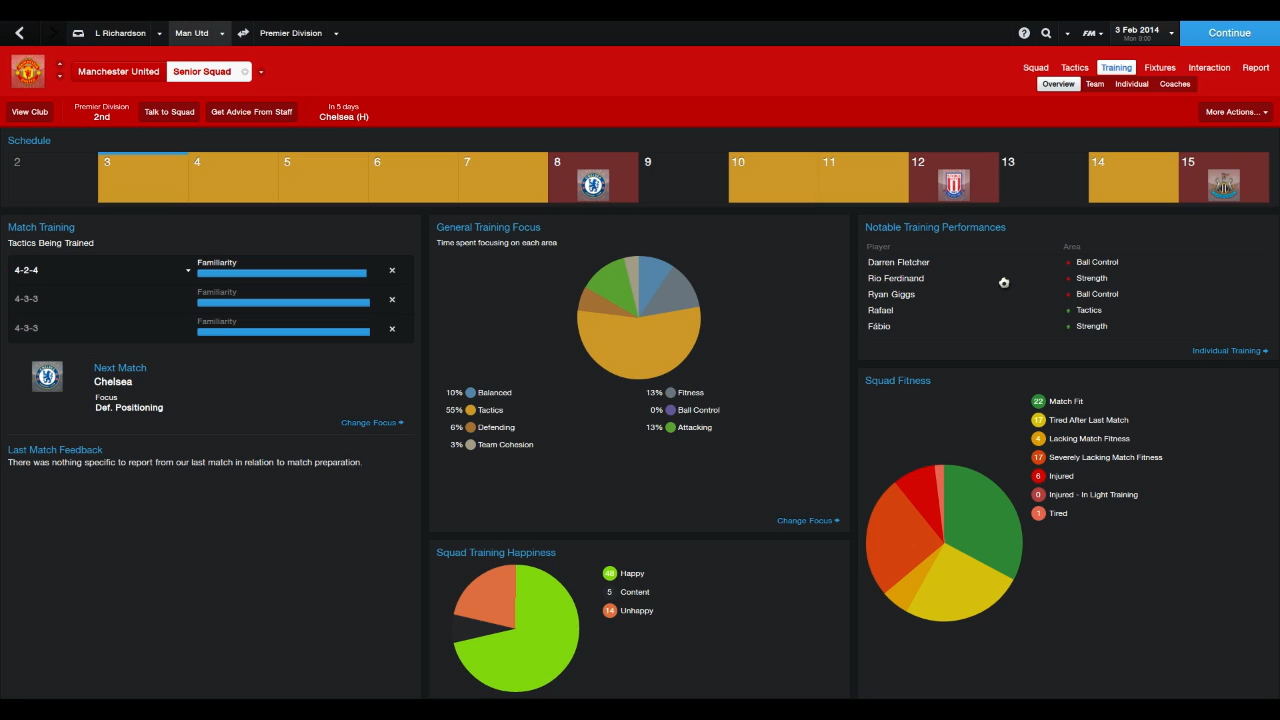 L Richardson Man Utd Premier Division FM 3 Feb 2014 Continue
Mon 9:00
Manchester United Senior Squad Squad Tactics Training Fixtures Interaction Report
Overview Team Individual Coaches
View Club Premier Division Talk to Squad Get Advice From Staff In 5 days More Actions...
2nd Chelsea (H)
Schedule
2 3 4 5 6 7 8 9 10 11 12 13 14 15
Match Training
Tactics Being Trained
4-2-4 Familiarity
4-3-3 Familiarity
4-3-3 Familiarity
Next Match
Chelsea
Focus
Def. Positioning
Change Focus
Last Match Feedback
There was nothing specific to report from our last match in relation to match preparation.
General Training Focus
Time spent focusing on each area
10% Balanced 13% Fitness
55% Tactics 0% Ball Control
6% Defending 13% Attacking
3% Team Cohesion
Change Focus
Squad Training Happiness
48 Happy
5 Content
14 Unhappy
Notable Training Performances
Player Area
Darren Fletcher Ball Control
Rio Ferdinand Strength
Ryan Giggs Ball Control
Rafael Tactics
Fábio Strength
Individual Training
Squad Fitness
22 Match Fit
17 Tired After Last Match
4 Lacking Match Fitness
17 Severely Lacking Match Fitness
6 Injured
0 Injured - In Light Training
1 Tired